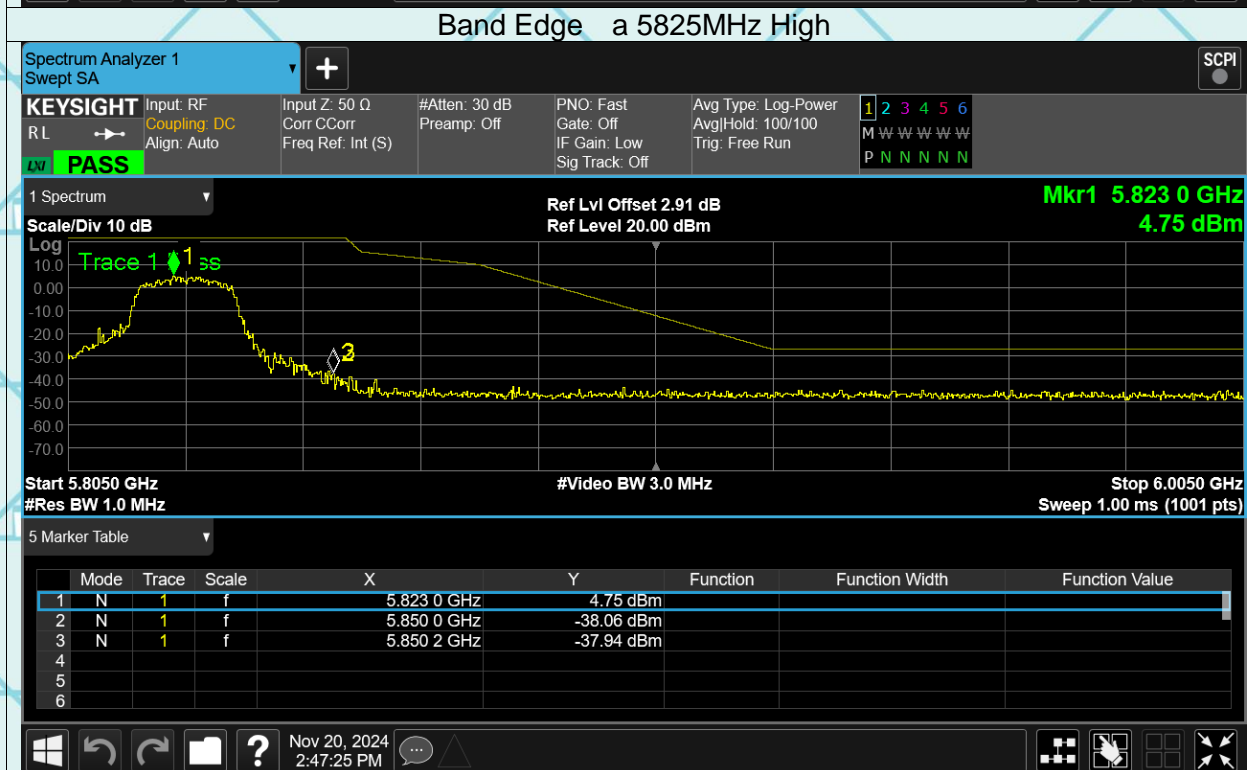 Band Edge a 5825MHz High
Spectrum Analyzer 1
Swept SA
+
SCPI
KEYSIGHT
RL
LXI PASS
Input: RF
Coupling: DC
Align: Auto
Input Z: 50 Ω
Corr CCorr
Freq Ref: Int (S)
#Atten: 30 dB
Preamp: Off
PNO: Fast
Gate: Off
IF Gain: Low
Sig Track: Off
Avg Type: Log-Power
Avg|Hold: 100/100
Trig: Free Run
1 2 3 4 5 6
M W W W W W W
P N N N N N N
1 Spectrum
Scale/Div 10 dB
Ref Lvl Offset 2.91 dB
Ref Level 20.00 dBm
Mkr1 5.823 0 GHz
4.75 dBm
Log
Trace 1
1
ss
10.0
0.00
-10.0
-20.0
-30.0
-40.0
-50.0
-60.0
-70.0
3
Start 5.8050 GHz
#Video BW 3.0 MHz
Stop 6.0050 GHz
#Res BW 1.0 MHz
Sweep 1.00 ms (1001 pts)
5 Marker Table
Mode Trace Scale X Y Function Function Width Function Value
1 N 1 f 5.823 0 GHz 4.75 dBm
2 N 1 f 5.850 0 GHz -38.06 dBm
3 N 1 f 5.850 2 GHz -37.94 dBm
4
5
6
?
Nov 20, 2024
2:47:25 PM